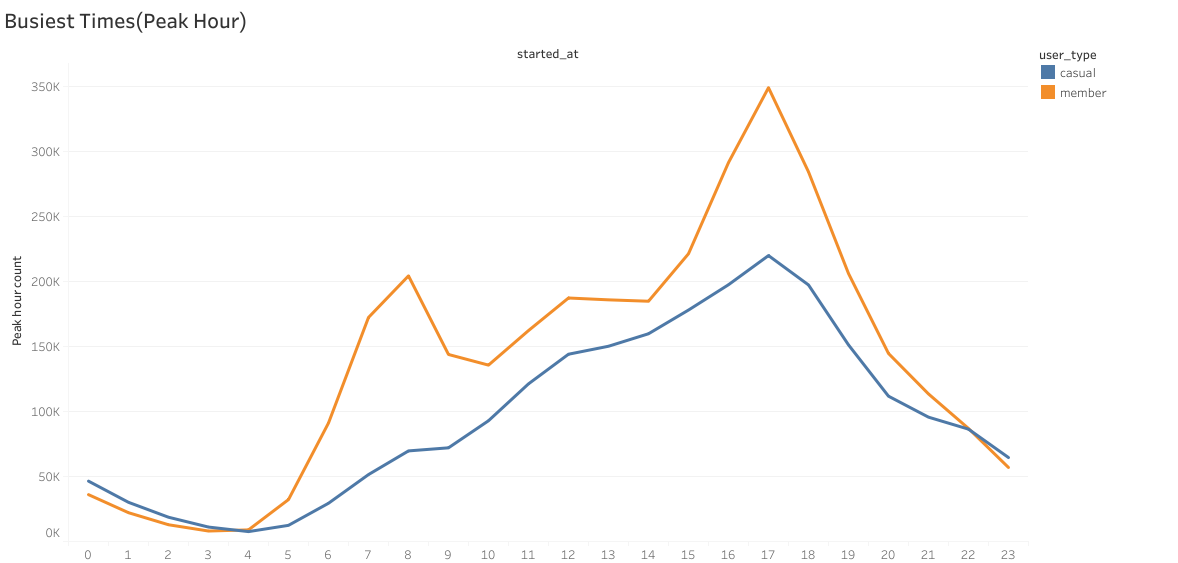 Busiest Times(Peak Hour)
started_at
user_type
casual
member
350K
300K
250K
200K
150K
100K
50K
0K
Peak hour count
0 1 2 3 4 5 6 7 8 9 10 11 12 13 14 15 16 17 18 19 20 21 22 23